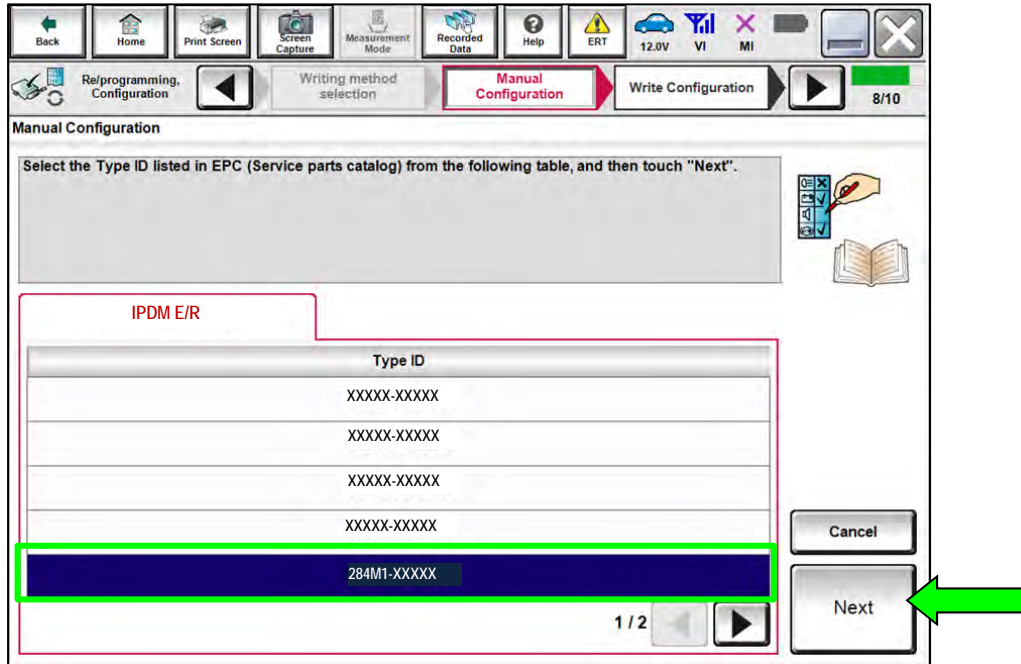 Back
Home
Print Screen
Screen
Capture
Measurement
Mode
Recorded
Data
Help
ERT
12.0V
VI
MI
Re/programming,
Configuration
Writing method
selection
Manual
Configuration
Write Configuration
8/10
Manual Configuration
Select the Type ID listed in EPC (Service parts catalog) from the following table, and then touch "Next".
IPDM E/R
Type ID
XXXXX-XXXXX
XXXXX-XXXXX
XXXXX-XXXXX
XXXXX-XXXXX
284M1-XXXXX
Cancel
1 / 2
Next